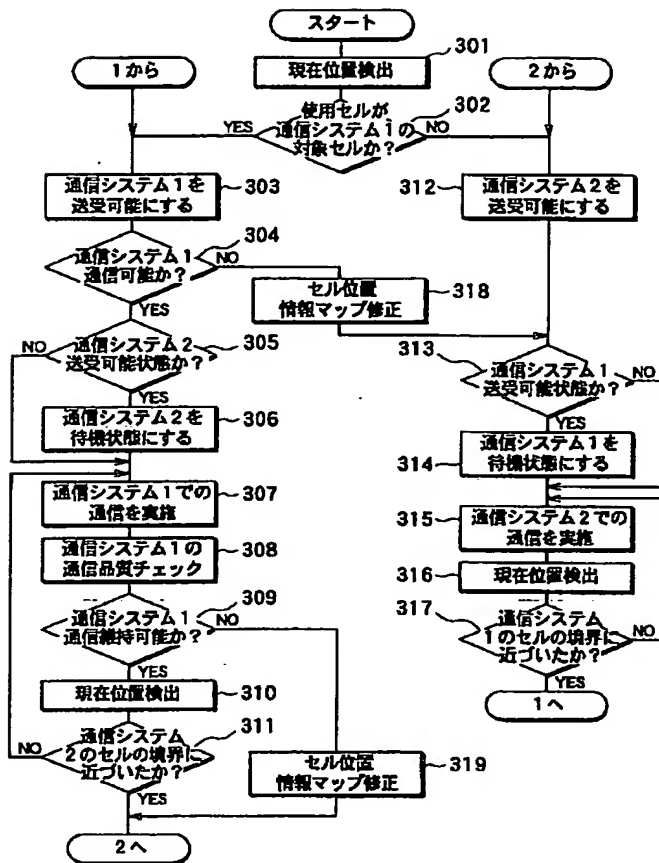 スタート
301
現在位置検出
1から
2から
使用セルが
通信システム1の
対象セルか?
302
YES
NO
通信システム1を
送受可能にする
303
312
通信システム2を
送受可能にする
通信システム1
通信可能か?
304
NO
YES
セル位置
情報マップ修正
318
通信システム2
送受可能状態か?
305
NO
YES
313
通信システム1
送受可能状態か?
NO
YES
通信システム2を
待機状態にする
306
314
通信システム1を
待機状態にする
通信システム1での
通信を実施
307
315
通信システム2での
通信を実施
通信システム1の
通信品質チェック
308
316
現在位置検出
通信システム1
通信維持可能か?
309
NO
YES
317
通信システム
1のセルの境界に
近づいたか?
NO
YES
1へ
現在位置検出
310
通信システム
2のセルの境界に
近づいたか?
311
NO
YES
セル位置
情報マップ修正
319
2へ